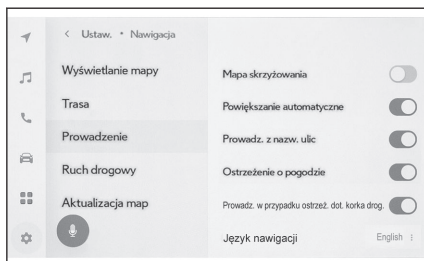 < Ustaw. • Nawigacja
Wyświetlanie mapy
Trasa
Prowadzenie
Ruch drogowy
Aktualizacja map
Mapa skrzyżowania
Powiększanie automatyczne
Prowadz. z nazw. ulic
Ostrzeżenie o pogodzie
Prowadz. w przypadku ostrzeż. dot. korka drog.
Język nawigacji English